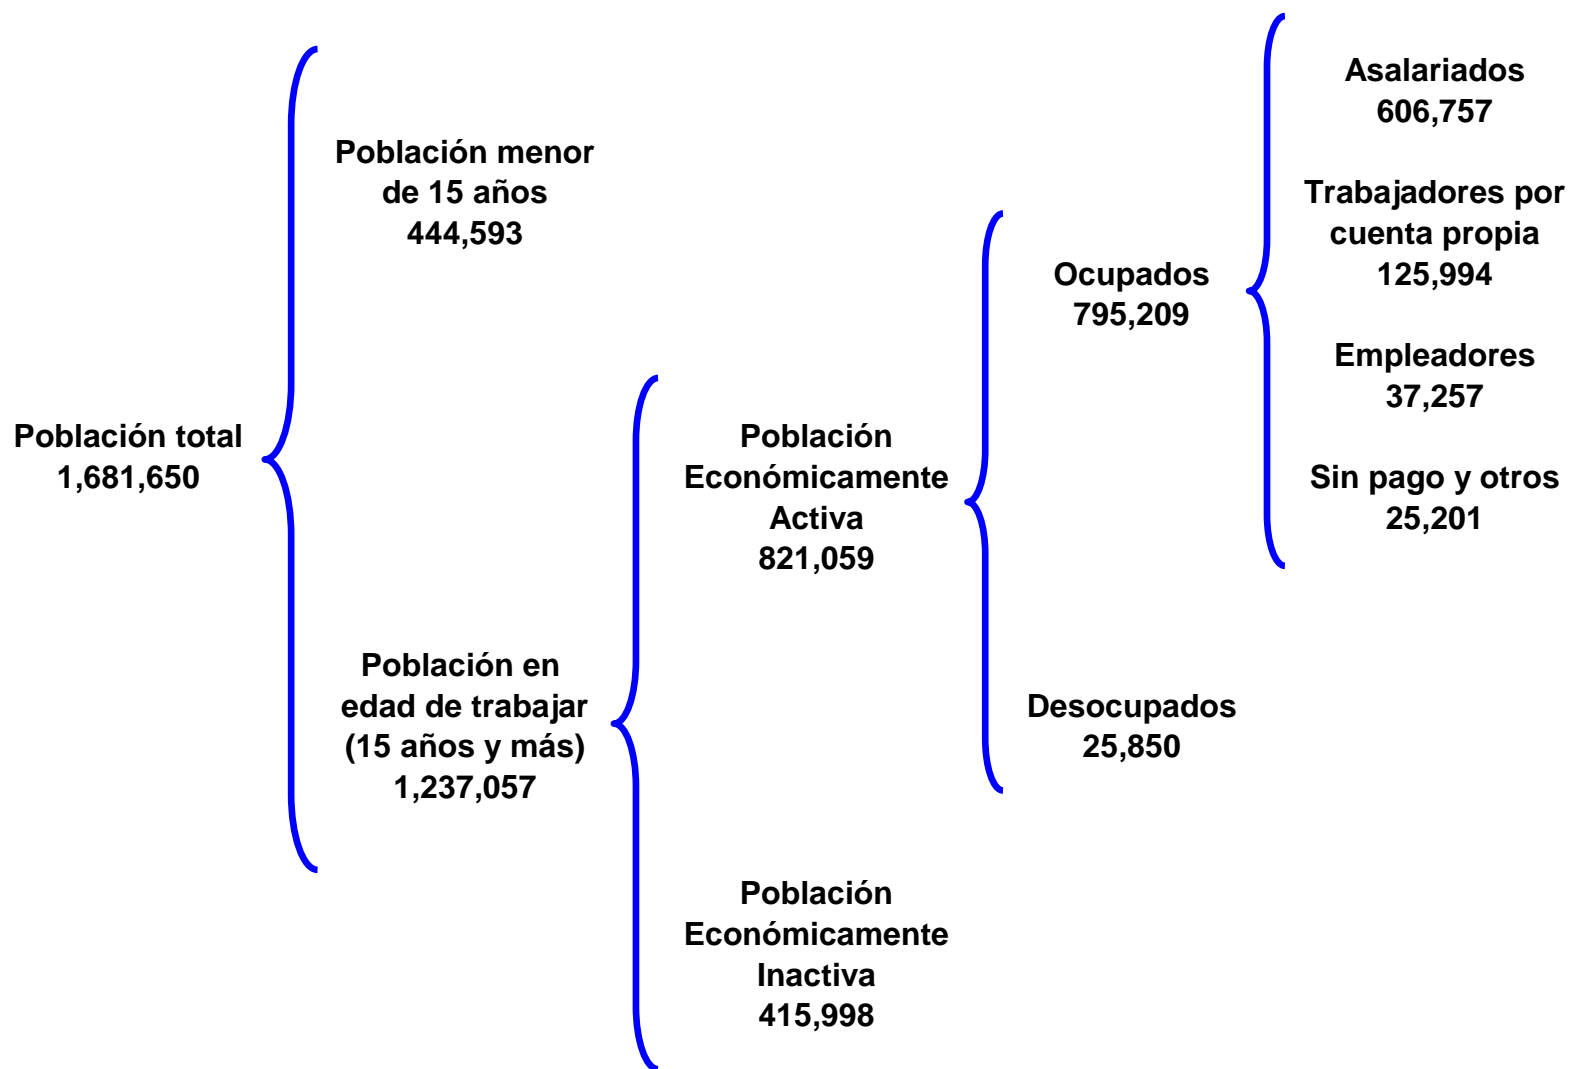 Población total
1,681,650
Población menor
de 15 años
444,593
Población en
edad de trabajar
(15 años y más)
1,237,057
Población
Económicamente
Activa
821,059
Población
Económicamente
Inactiva
415,998
Ocupados
795,209
Desocupados
25,850
Asalariados
606,757
Trabajadores por
cuenta propia
125,994
Empleadores
37,257
Sin pago y otros
25,201